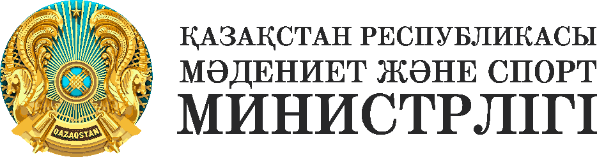 ҚАЗАҚСТАН РЕСПУБЛИКАСЫ
МӘДЕНИЕТ ЖӘНЕ СПОРТ
МИНИСТРЛІГІ
QAZAQSTAN